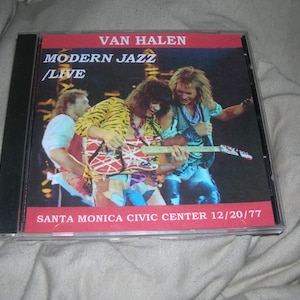 VAN HALEN
MODERN JAZZ
/LIVE
SANTA MONICA CIVIC CENTER 12/20/77